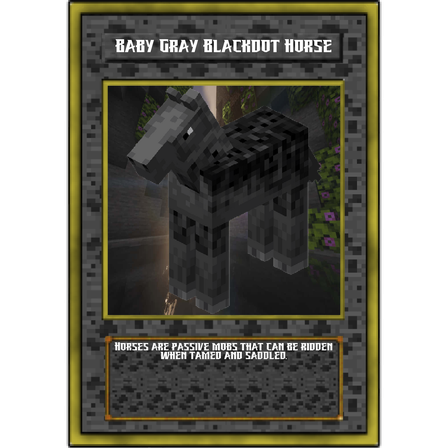 Baby Gray Blackdot Horse
Horses are passive mobs that can be ridden
when tamed and saddled.